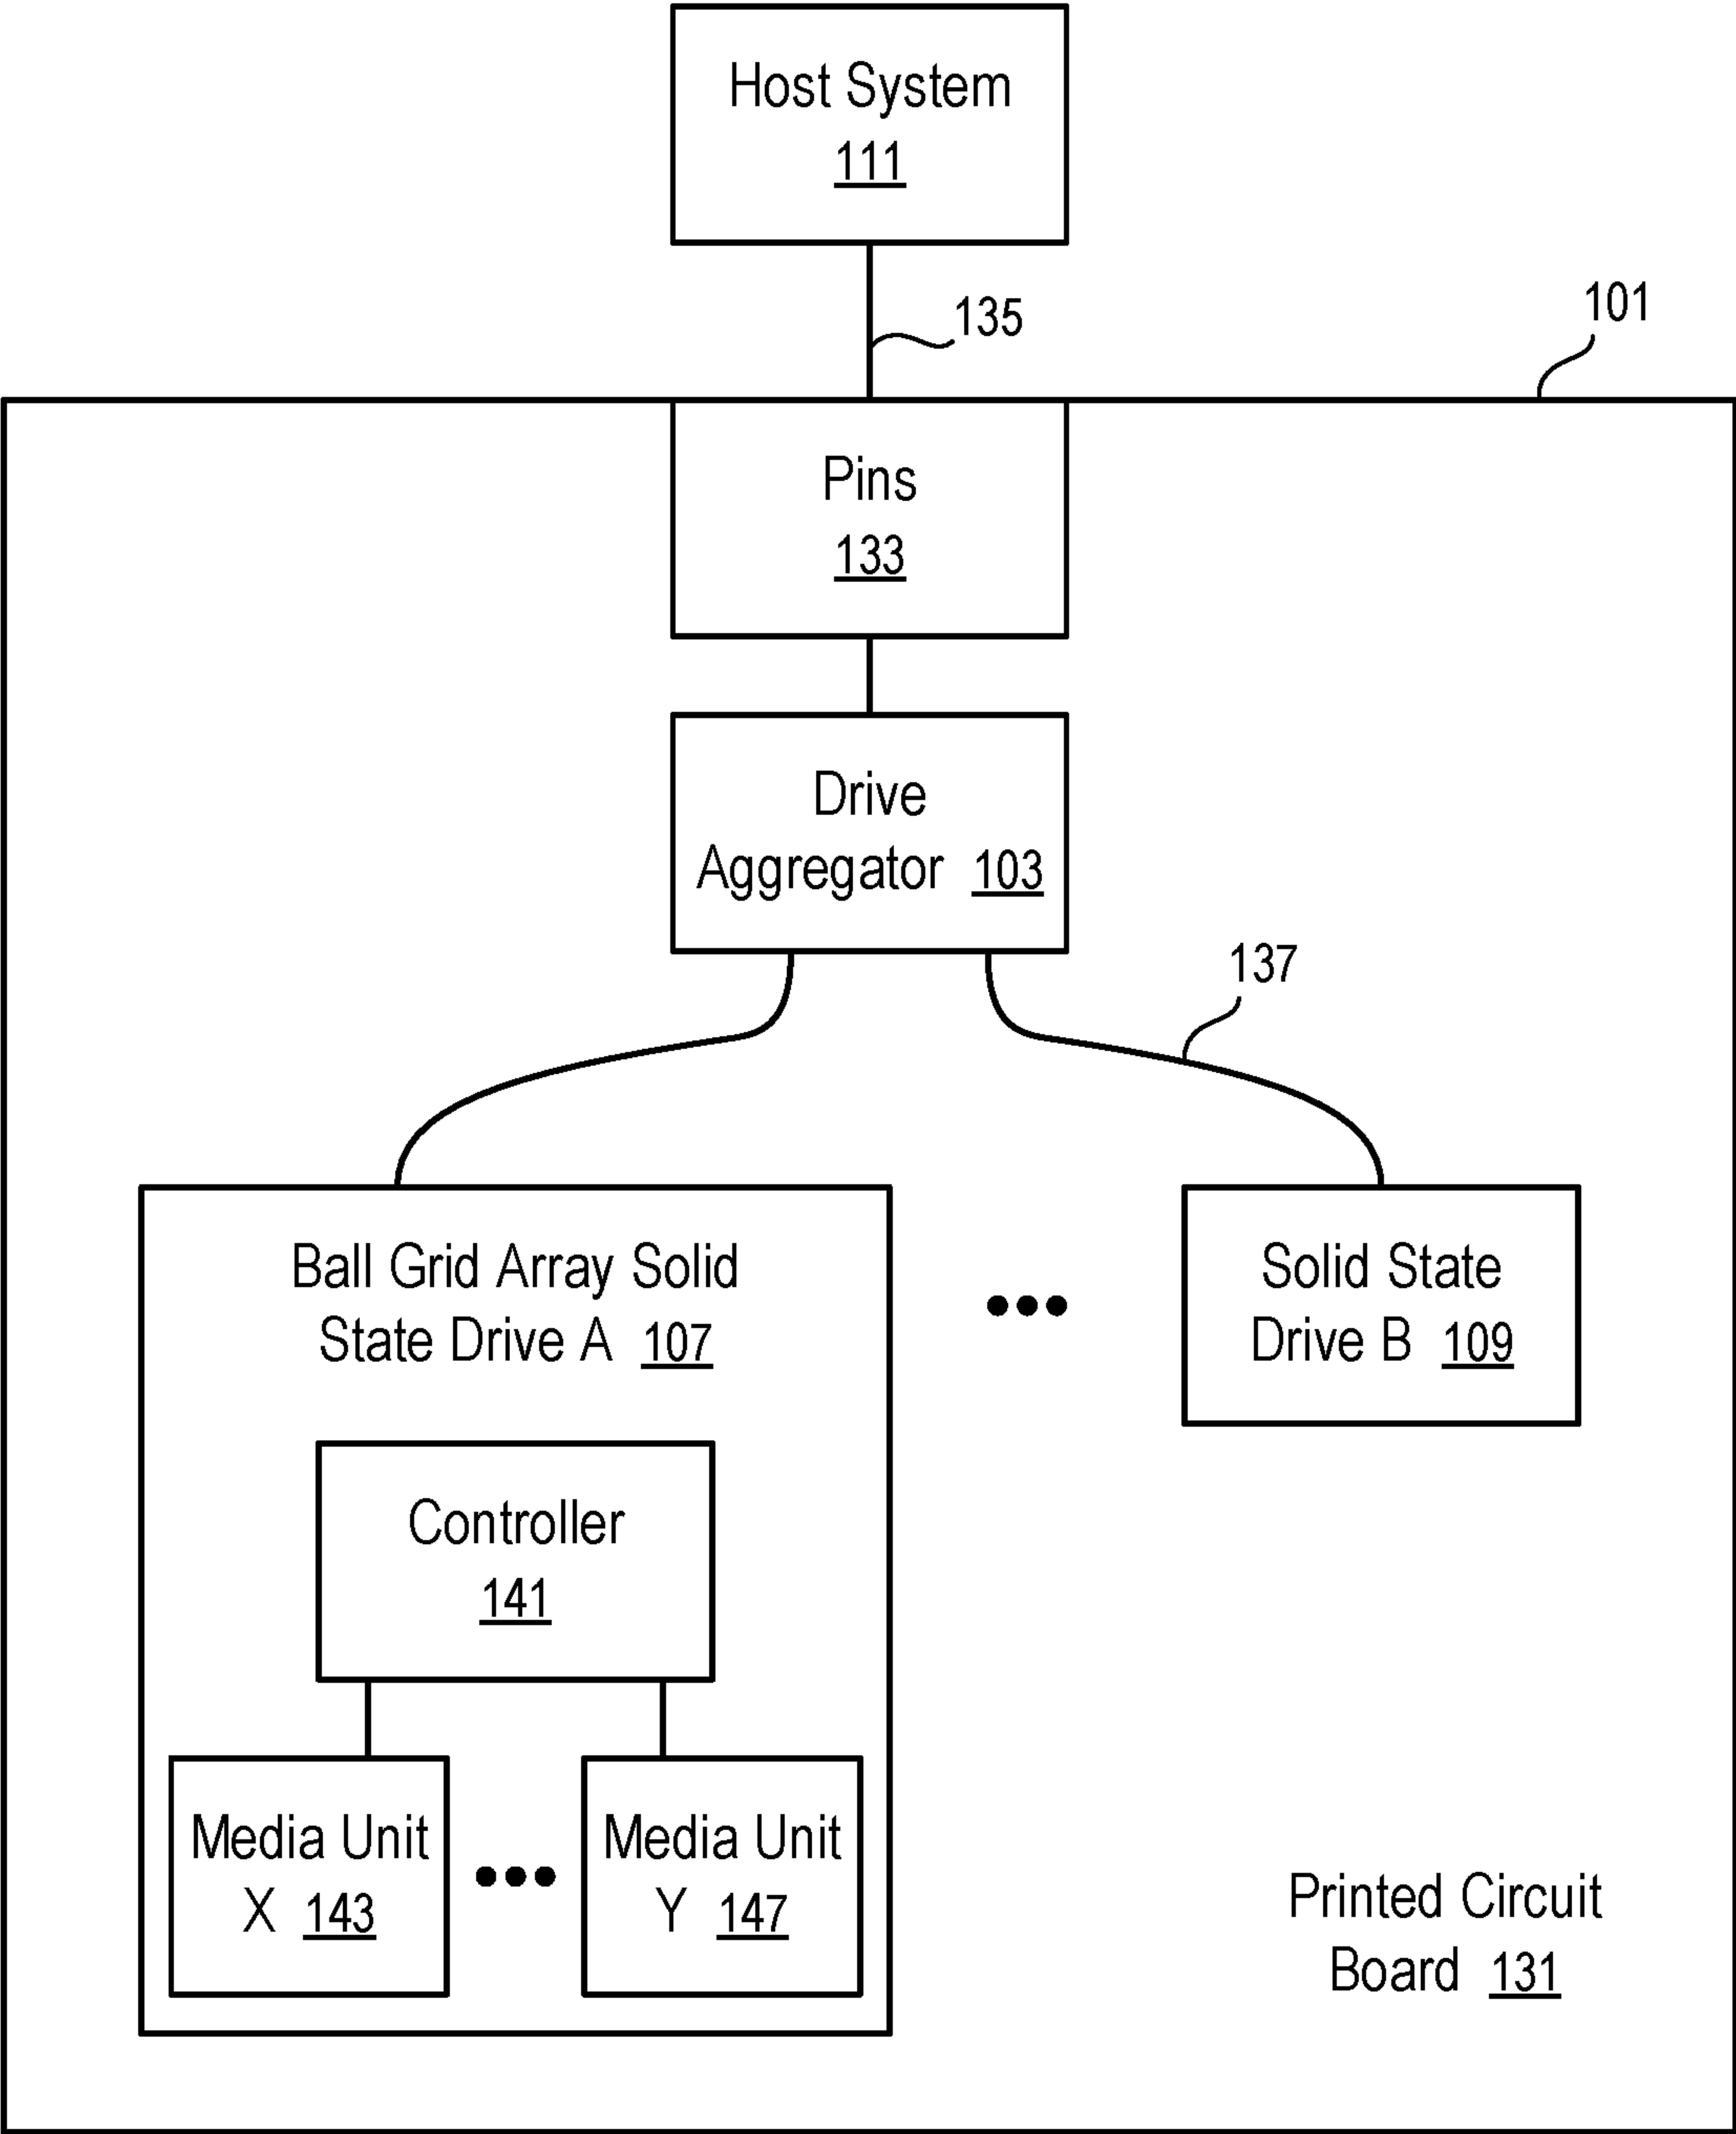 Host System
111
135
101
Pins
133
Drive
Aggregator 103
137
Ball Grid Array Solid
State Drive A 107
Solid State
Drive B 109
Controller
141
Media Unit
X 143
Media Unit
Y 147
Printed Circuit
Board 131